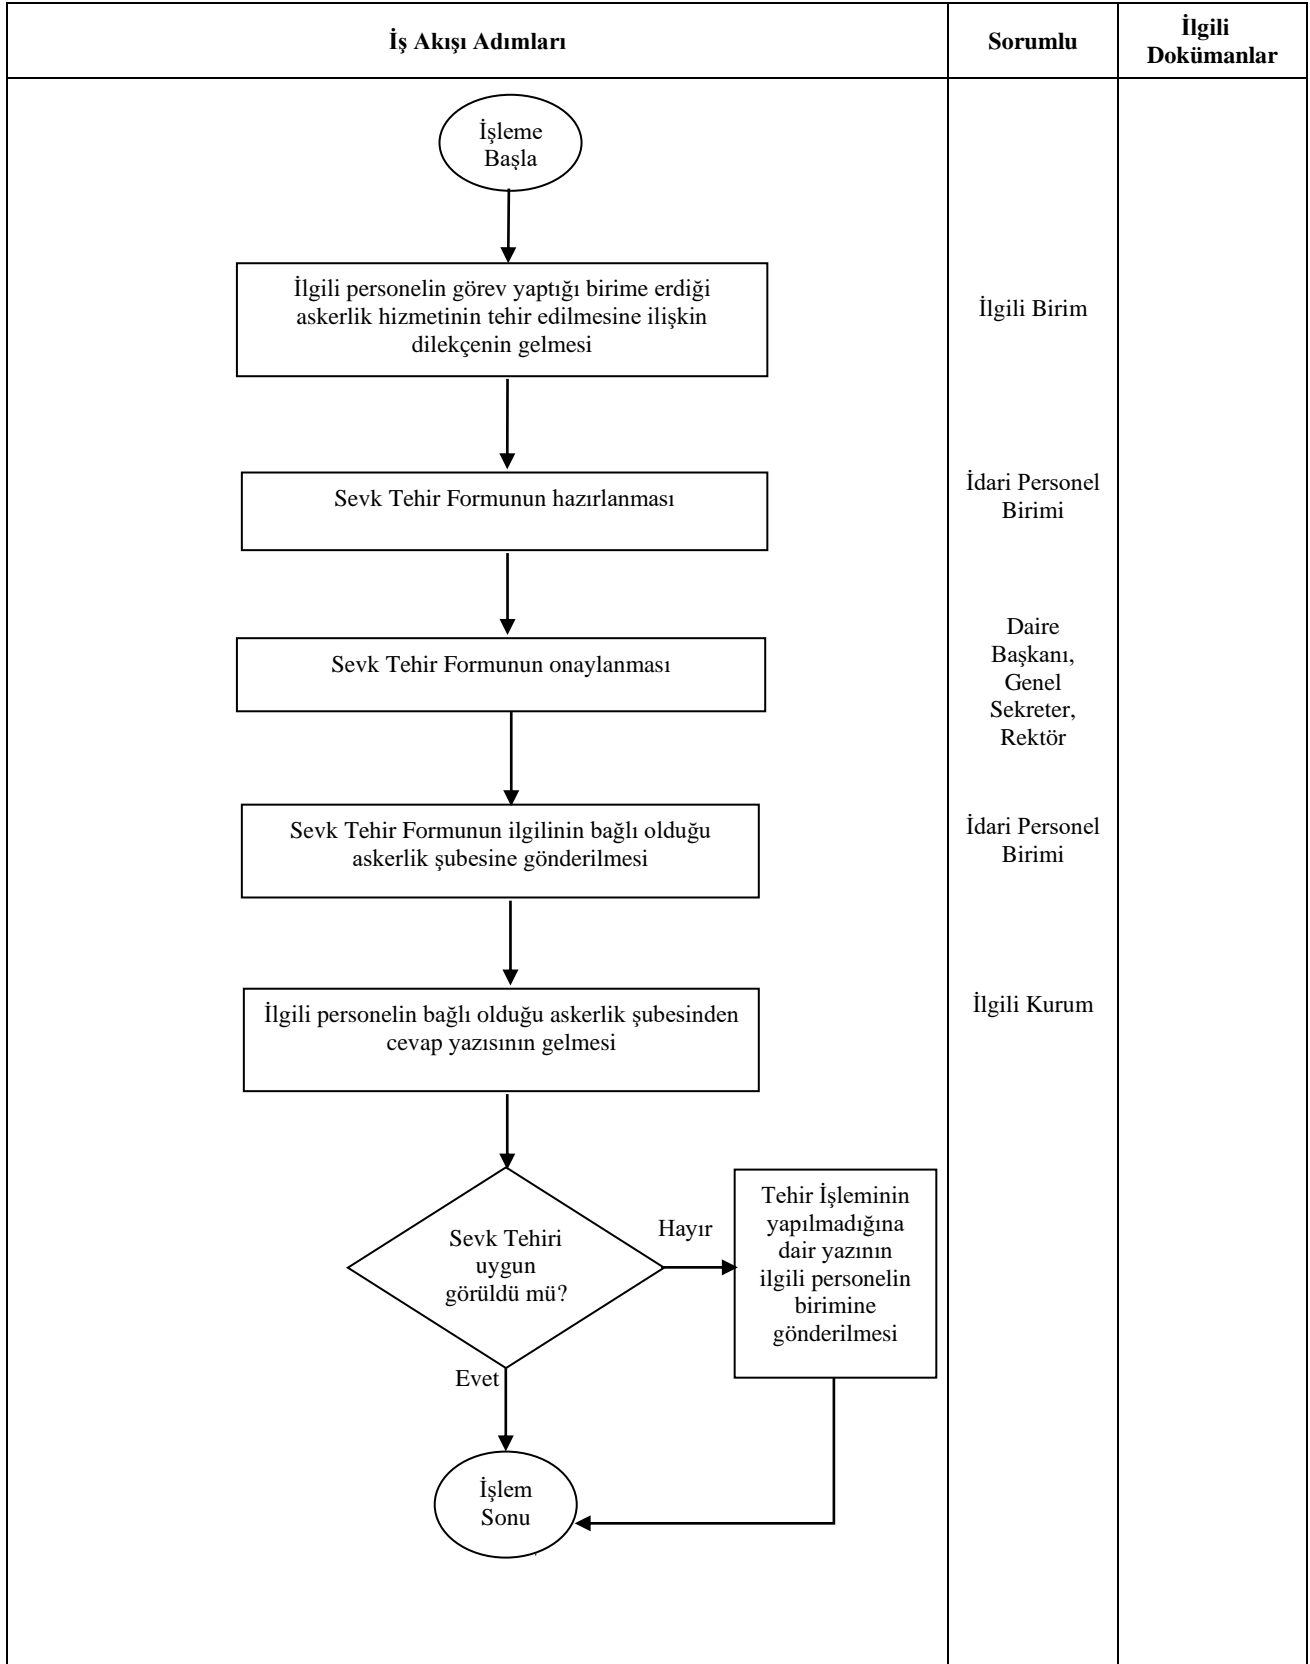 İş Akışı Adımları
Sorumlu
İlgili
Dokümanlar
İşleme
Başla
İlgili personelin görev yaptığı birime erdiği
askerlik hizmetinin tehir edilmesine ilişkin
dilekçenin gelmesi
İlgili Birim
Sevk Tehir Formunun hazırlanması
İdari Personel
Birimi
Sevk Tehir Formunun onaylanması
Daire
Başkanı,
Genel
Sekreter,
Rektör
Sevk Tehir Formunun ilgilinin bağlı olduğu
askerlik şubesine gönderilmesi
İdari Personel
Birimi
İlgili personelin bağlı olduğu askerlik şubesinden
cevap yazısının gelmesi
İlgili Kurum
Sevk Tehiri
uygun
görüldü mü?
Hayır
Tehir İşleminin
yapılmadığına
dair yazının
ilgili personelin
birimine
gönderilmesi
Evet
İşlem
Sonu